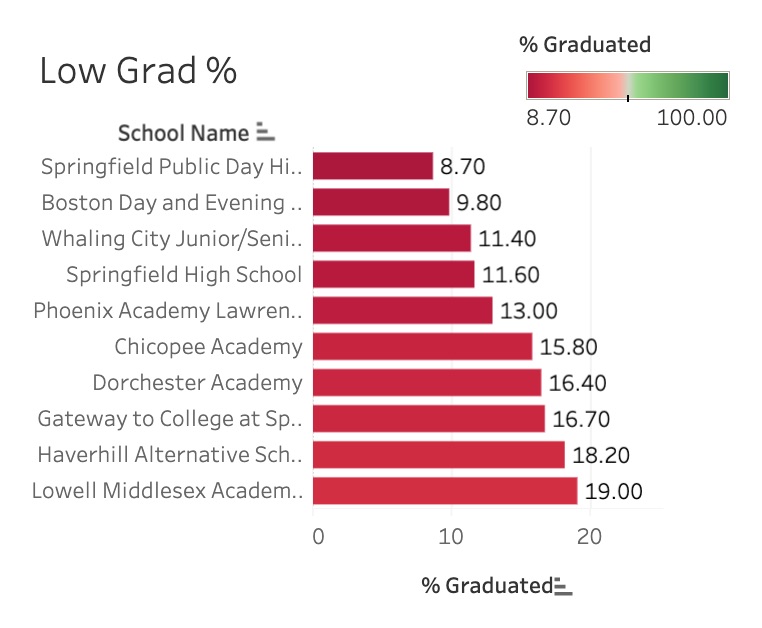 % Graduated
Low Grad %
8.70 100.00
School Name
Springfield Public Day Hi.. 8.70
Boston Day and Evening .. 9.80
Whaling City Junior/Seni.. 11.40
Springfield High School 11.60
Phoenix Academy Lawren.. 13.00
Chicopee Academy 15.80
Dorchester Academy 16.40
Gateway to College at Sp.. 16.70
Haverhill Alternative Sch.. 18.20
Lowell Middlesex Academ.. 19.00
0 10 20
% Graduated